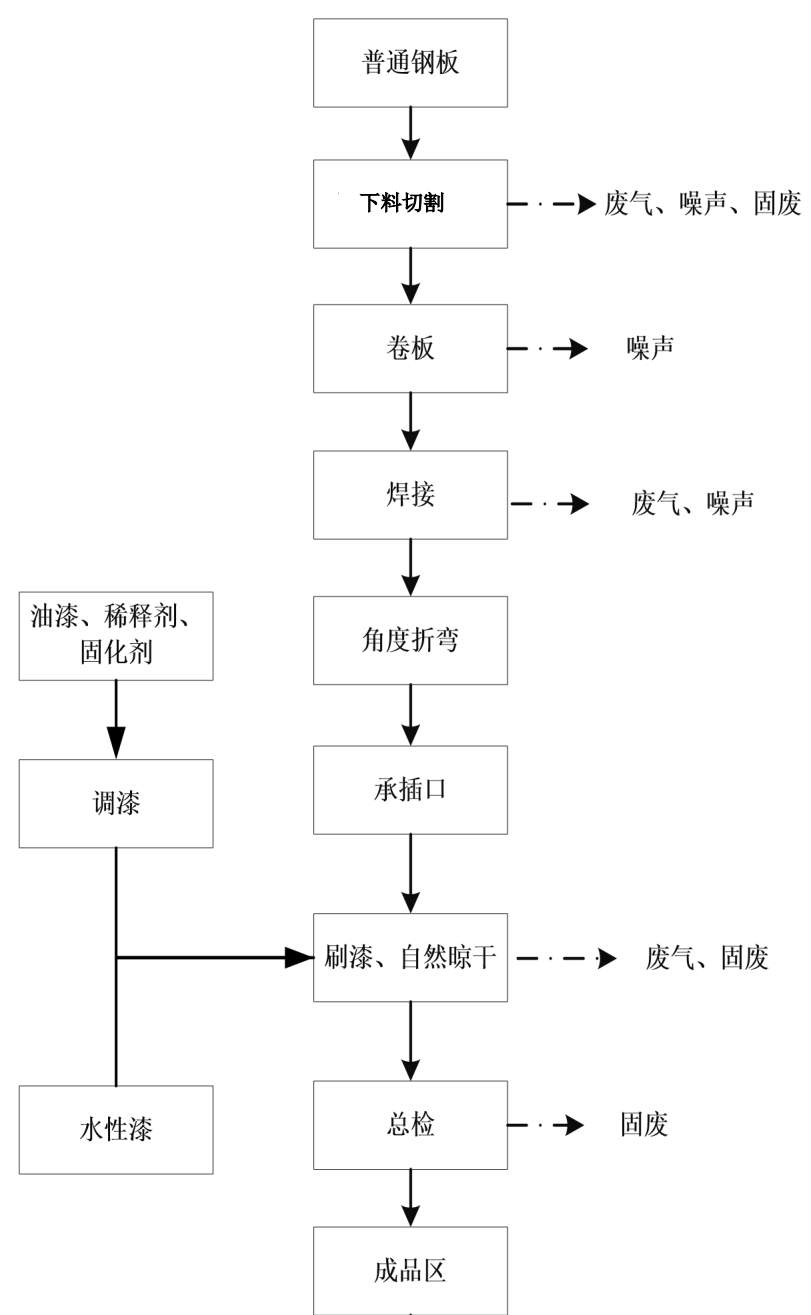 普通钢板
下料切割
废气、噪声、固废
卷板
噪声
焊接
废气、噪声
油漆、稀释剂、
固化剂
角度折弯
调漆
承插口
刷漆、自然晾干
废气、固废
水性漆
总检
固废
成品区